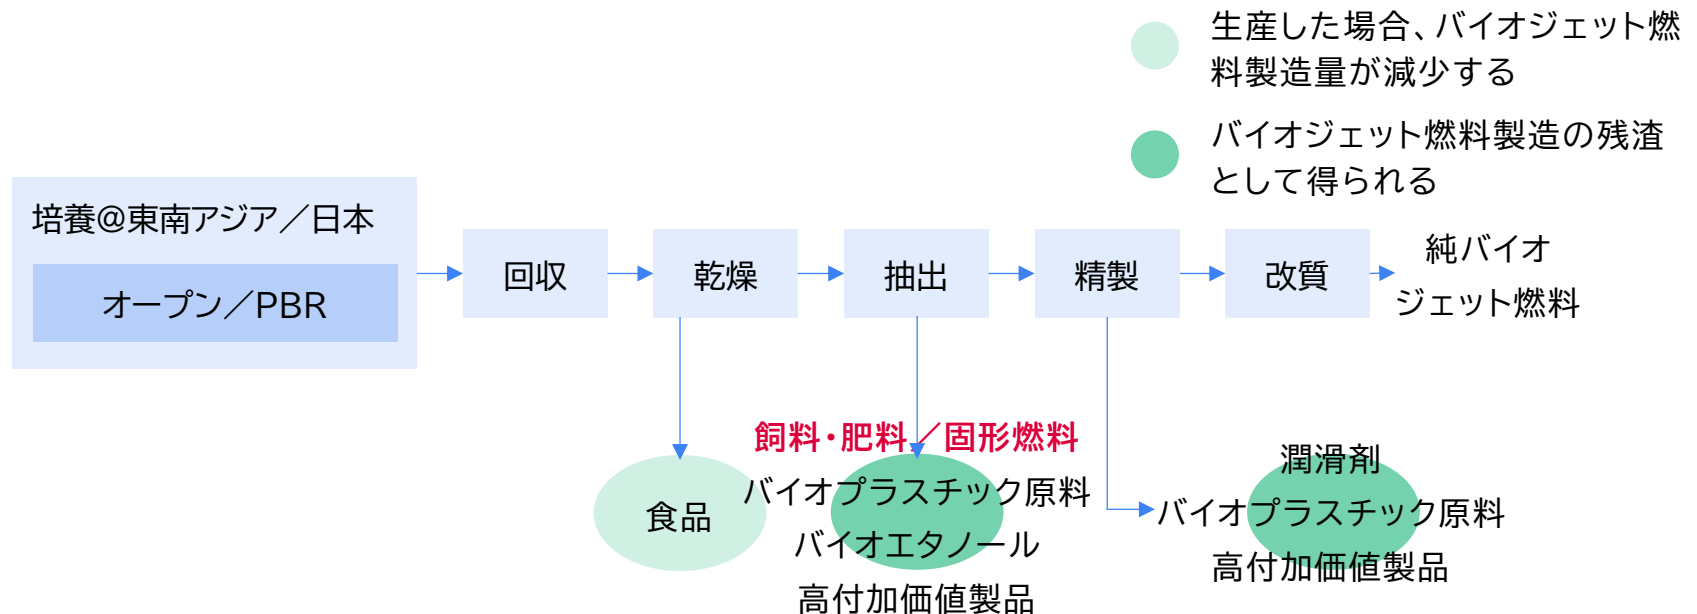 生産した場合、バイオジェット燃
料製造量が減少する
バイオジェット燃料製造の残渣
として得られる
培養@東南アジア／日本
オープン／PBR
回収
乾燥
抽出
精製
改質
純バイオ
ジェット燃料
食品
飼料・肥料／固形燃料
バイオプラスチック原料
バイオエタノール
高付加価値製品
潤滑剤
バイオプラスチック原料
高付加価値製品